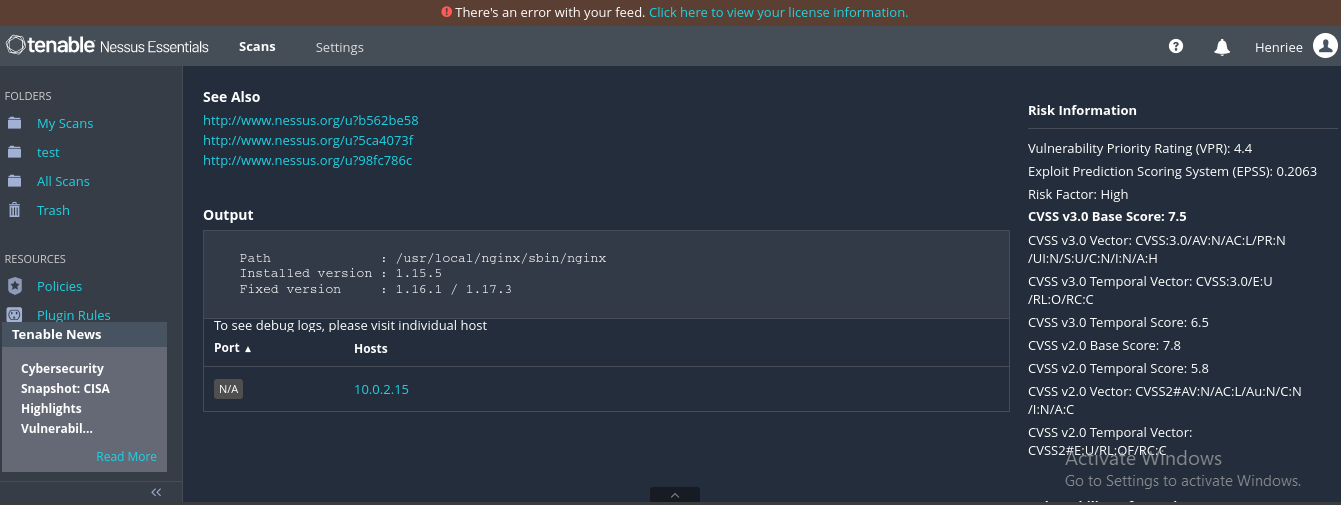 There's an error with your feed. Click here to view your license information.
tenable Nessus Essentials
Scans
Settings
Henriee
FOLDERS
My Scans
test
All Scans
Trash
RESOURCES
Policies
Plugin Rules
Tenable News
Cybersecurity
Snapshot: CISA
Highlights
Vulnerabil...
Read More
See Also
http://www.nessus.org/u?b562be58
http://www.nessus.org/u?5ca4073f
http://www.nessus.org/u?98fc786c
Output
Path : /usr/local/nginx/sbin/nginx
Installed version : 1.15.5
Fixed version : 1.16.1 / 1.17.3
To see debug logs, please visit individual host
Port ▲ Hosts
N/A 10.0.2.15
Risk Information
Vulnerability Priority Rating (VPR): 4.4
Exploit Prediction Scoring System (EPSS): 0.2063
Risk Factor: High
CVSS v3.0 Base Score: 7.5
CVSS v3.0 Vector: CVSS:3.0/AV:N/AC:L/PR:N
/UI:N/S:U/C:N/I:N/A:H
CVSS v3.0 Temporal Vector: CVSS:3.0/E:U
/RL:O/RC:C
CVSS v3.0 Temporal Score: 6.5
CVSS v2.0 Base Score: 7.8
CVSS v2.0 Temporal Score: 5.8
CVSS v2.0 Vector: CVSS2#AV:N/AC:L/Au:N/C:N
/I:N/A:C
CVSS v2.0 Temporal Vector:
CVSS2#E:U/RL:OF/RC:C
Activate Windows
Go to Settings to activate Windows.